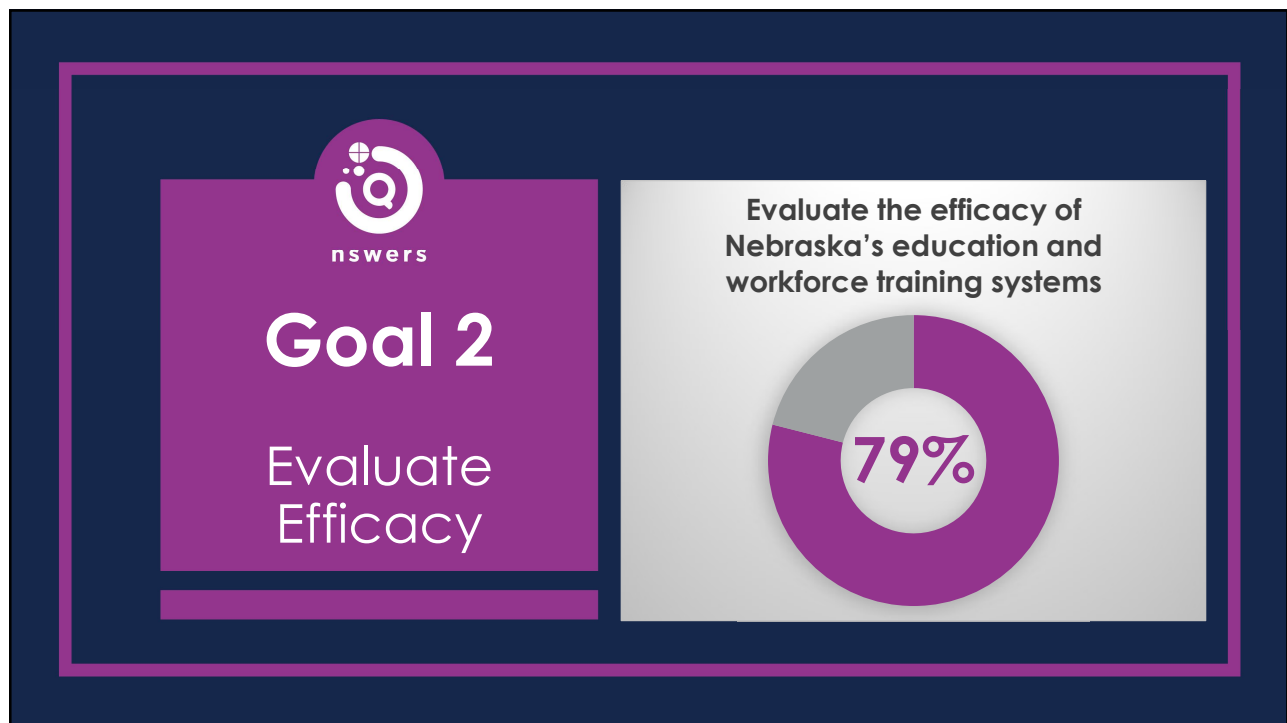 nswers
Goal 2
Evaluate
Efficacy
Evaluate the efficacy of
Nebraska’s education and
workforce training systems
79%